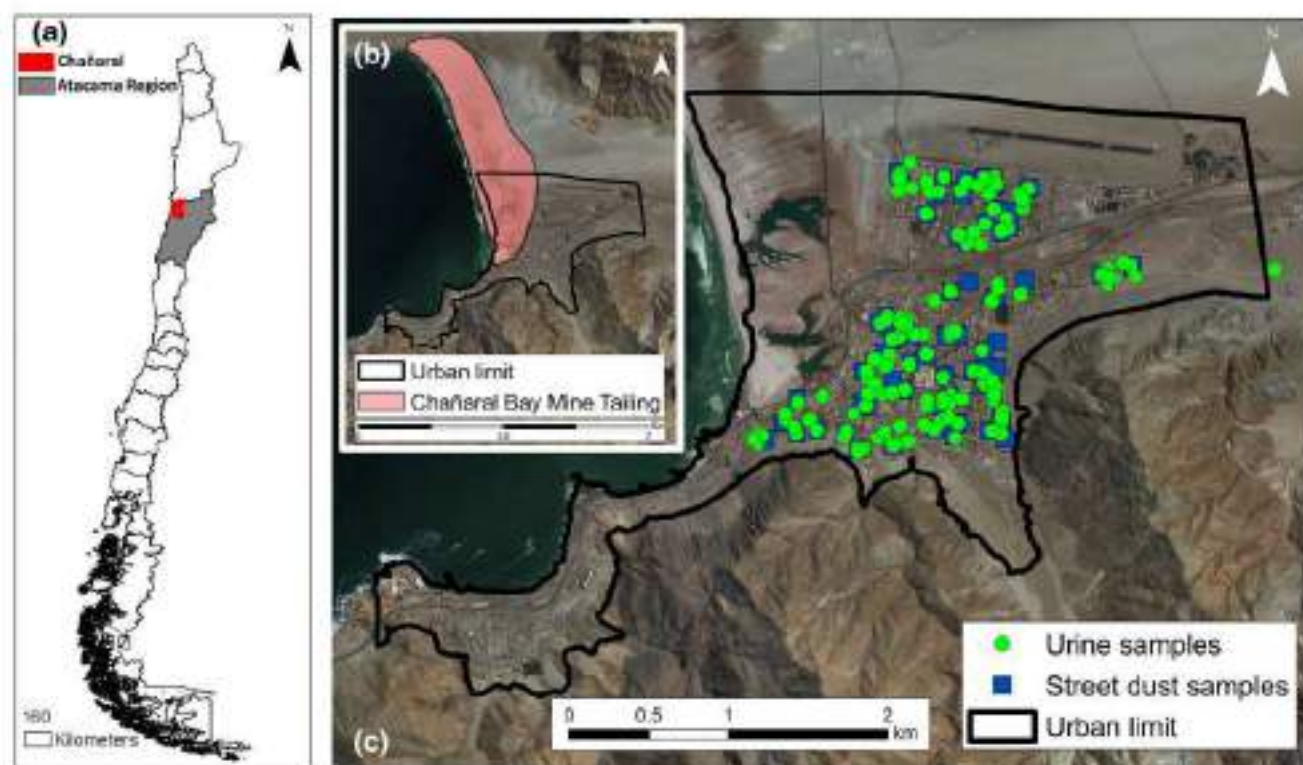 (a)
N
Chañaral
Atacama Region
160
Kilometers
(b)
Urban limit
Chañaral Bay Mine Tailing
N
Urine samples
Street dust samples
Urban limit
0 0.5 1 2
km
(c)